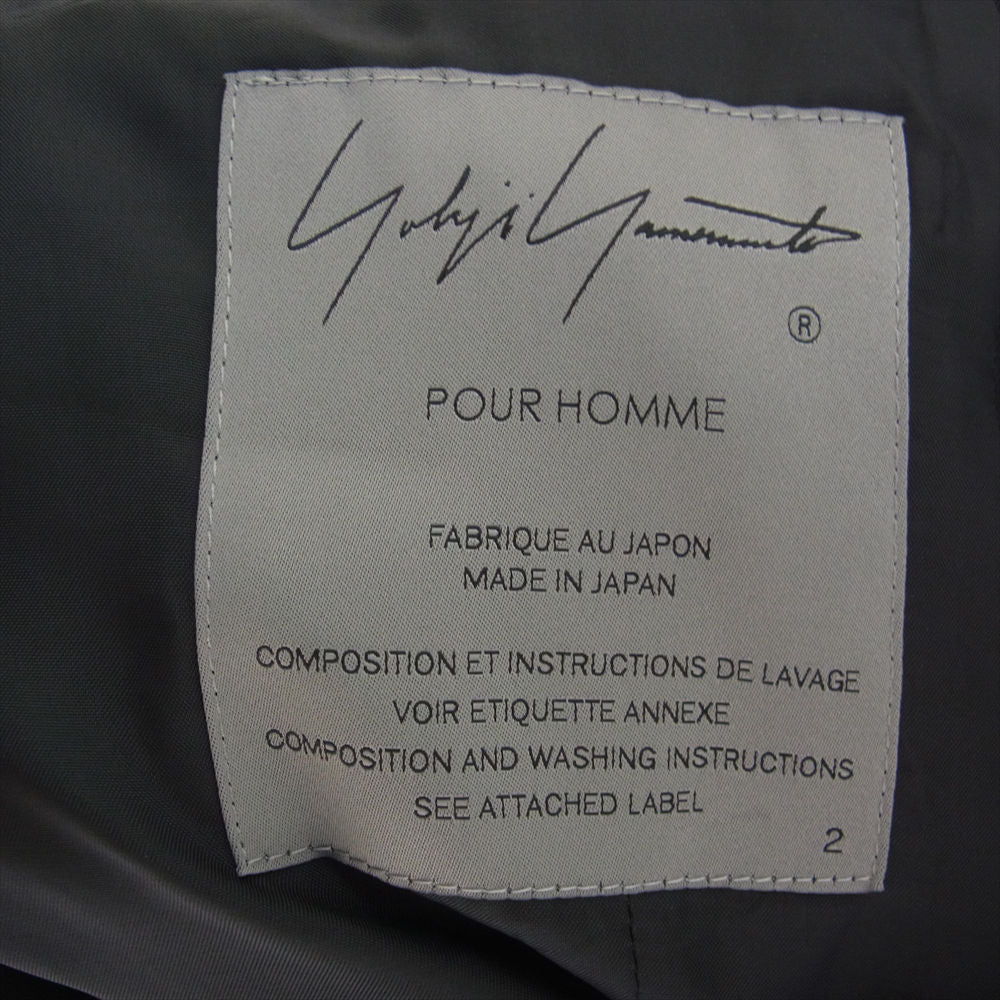 Yohji Yamamoto
®
POUR HOMME
FABRIQUE AU JAPON
MADE IN JAPAN
COMPOSITION ET INSTRUCTIONS DE LAVAGE
VOIR ETIQUETTE ANNEXE
COMPOSITION AND WASHING INSTRUCTIONS
SEE ATTACHED LABEL
2